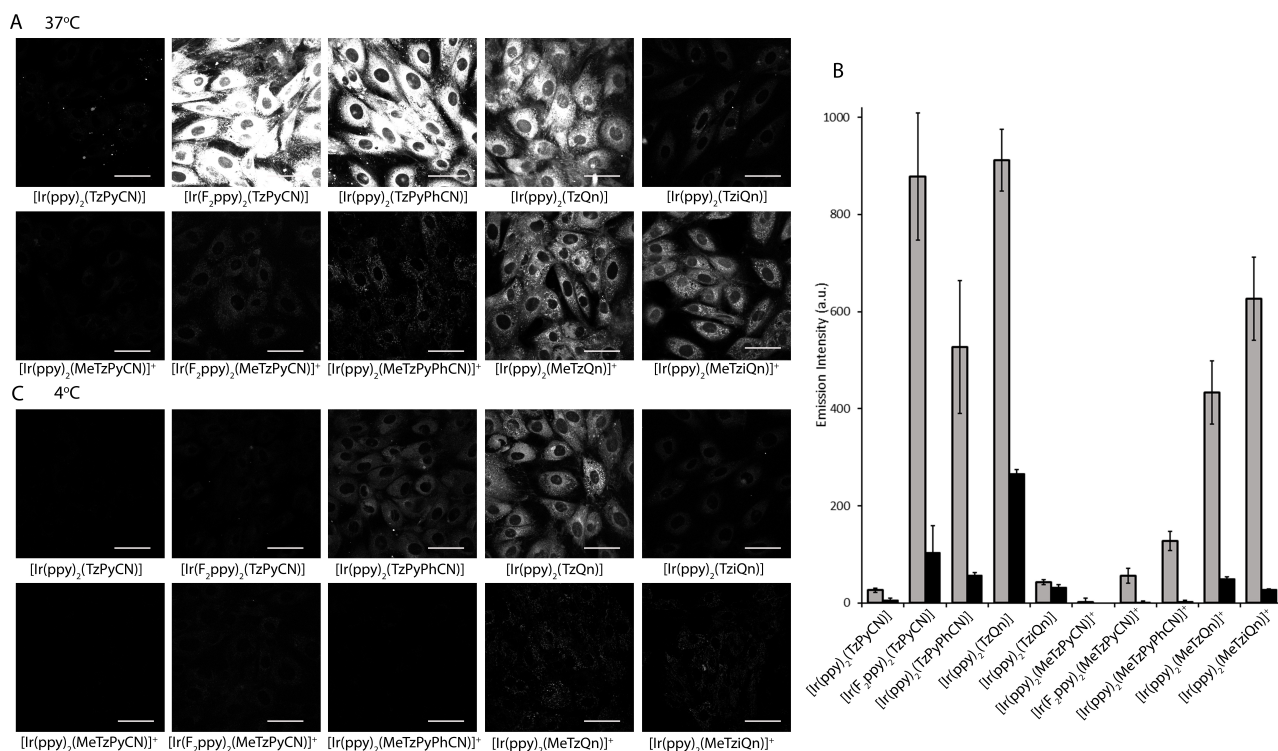 A 37°C
[Ir(ppy)₂(TzPyCN)] [Ir(F₂ppy)₂(TzPyCN)] [Ir(ppy)₂(TzPyPhCN)] [Ir(ppy)₂(TzQn)] [Ir(ppy)₂(TziQn)]
[Ir(ppy)₂(MeTzPyCN)]⁺ [Ir(F₂ppy)₂(MeTzPyCN)]⁺ [Ir(ppy)₂(MeTzPyPhCN)]⁺ [Ir(ppy)₂(MeTzQn)]⁺ [Ir(ppy)₂(MeTziQn)]⁺
C 4°C
[Ir(ppy)₂(TzPyCN)] [Ir(F₂ppy)₂(TzPyCN)] [Ir(ppy)₂(TzPyPhCN)] [Ir(ppy)₂(TzQn)] [Ir(ppy)₂(TziQn)]
[Ir(ppy)₂(MeTzPyCN)]⁺ [Ir(F₂ppy)₂(MeTzPyCN)]⁺ [Ir(ppy)₂(MeTzPyPhCN)]⁺ [Ir(ppy)₂(MeTzQn)]⁺ [Ir(ppy)₂(MeTziQn)]⁺
B
Emission Intensity (a.u.)
1000
800
600
400
200
0
[Ir(ppy)₂(TzPyCN)]
[Ir(F₂ppy)₂(TzPyCN)]
[Ir(ppy)₂(TzPyPhCN)]
[Ir(ppy)₂(TzQn)]
[Ir(ppy)₂(TziQn)]
[Ir(ppy)₂(MeTzPyCN)]⁺
[Ir(F₂ppy)₂(MeTzPyCN)]⁺
[Ir(ppy)₂(MeTzPyPhCN)]⁺
[Ir(ppy)₂(MeTzQn)]⁺
[Ir(ppy)₂(MeTziQn)]⁺